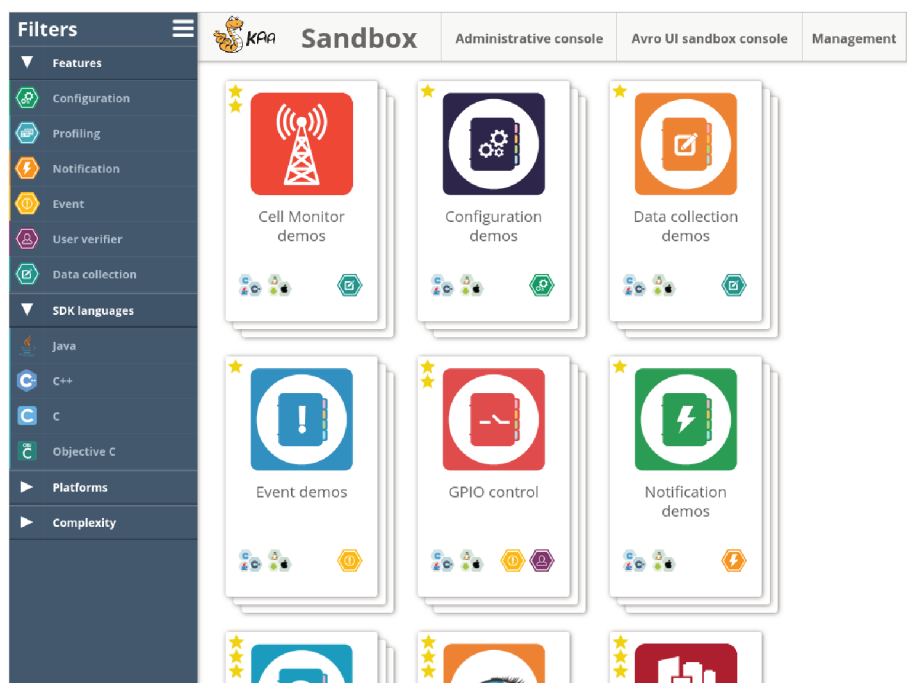 Filters
KAA
Sandbox
Administrative console
Avro UI sandbox console
Management
Features
Configuration
Profiling
Notification
Event
User verifier
Data collection
SDK languages
Java
C++
C
Objective C
Platforms
Complexity
Cell Monitor
demos
Configuration
demos
Data collection
demos
Event demos
GPIO control
Notification
demos